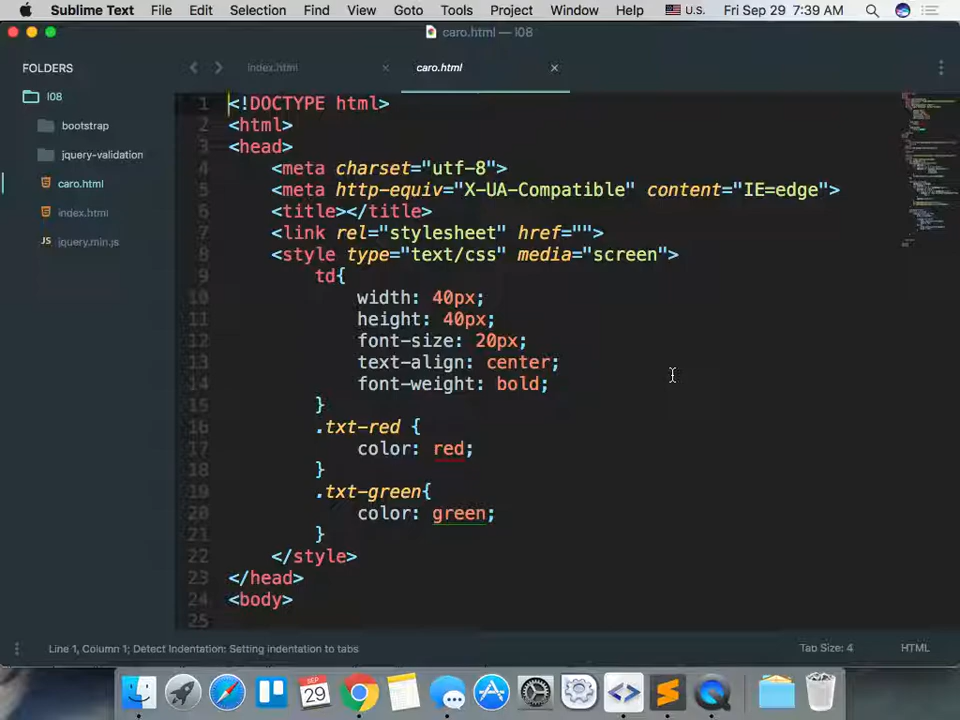 Sublime Text File Edit Selection Find View Goto Tools Project Window Help U.S. Fri Sep 29 7:39 AM
caro.html — l08
FOLDERS
l08
bootstrap
jquery-validation
caro.html
index.html
JS jquery.min.js
index.html × caro.html ×
1 <!DOCTYPE html>
2 <html>
3 <head>
4 <meta charset="utf-8">
5 <meta http-equiv="X-UA-Compatible" content="IE=edge">
6 <title></title>
7 <link rel="stylesheet" href="">
8 <style type="text/css" media="screen">
9 td{
10 width: 40px;
11 height: 40px;
12 font-size: 20px;
13 text-align: center;
14 font-weight: bold;
15 }
16 .txt-red {
17 color: red;
18 }
19 .txt-green{
20 color: green;
21 }
22 </style>
23 </head>
24 <body>
25
Line 1, Column 1; Detect Indentation: Setting indentation to tabs Tab Size: 4 HTML
SEP
29